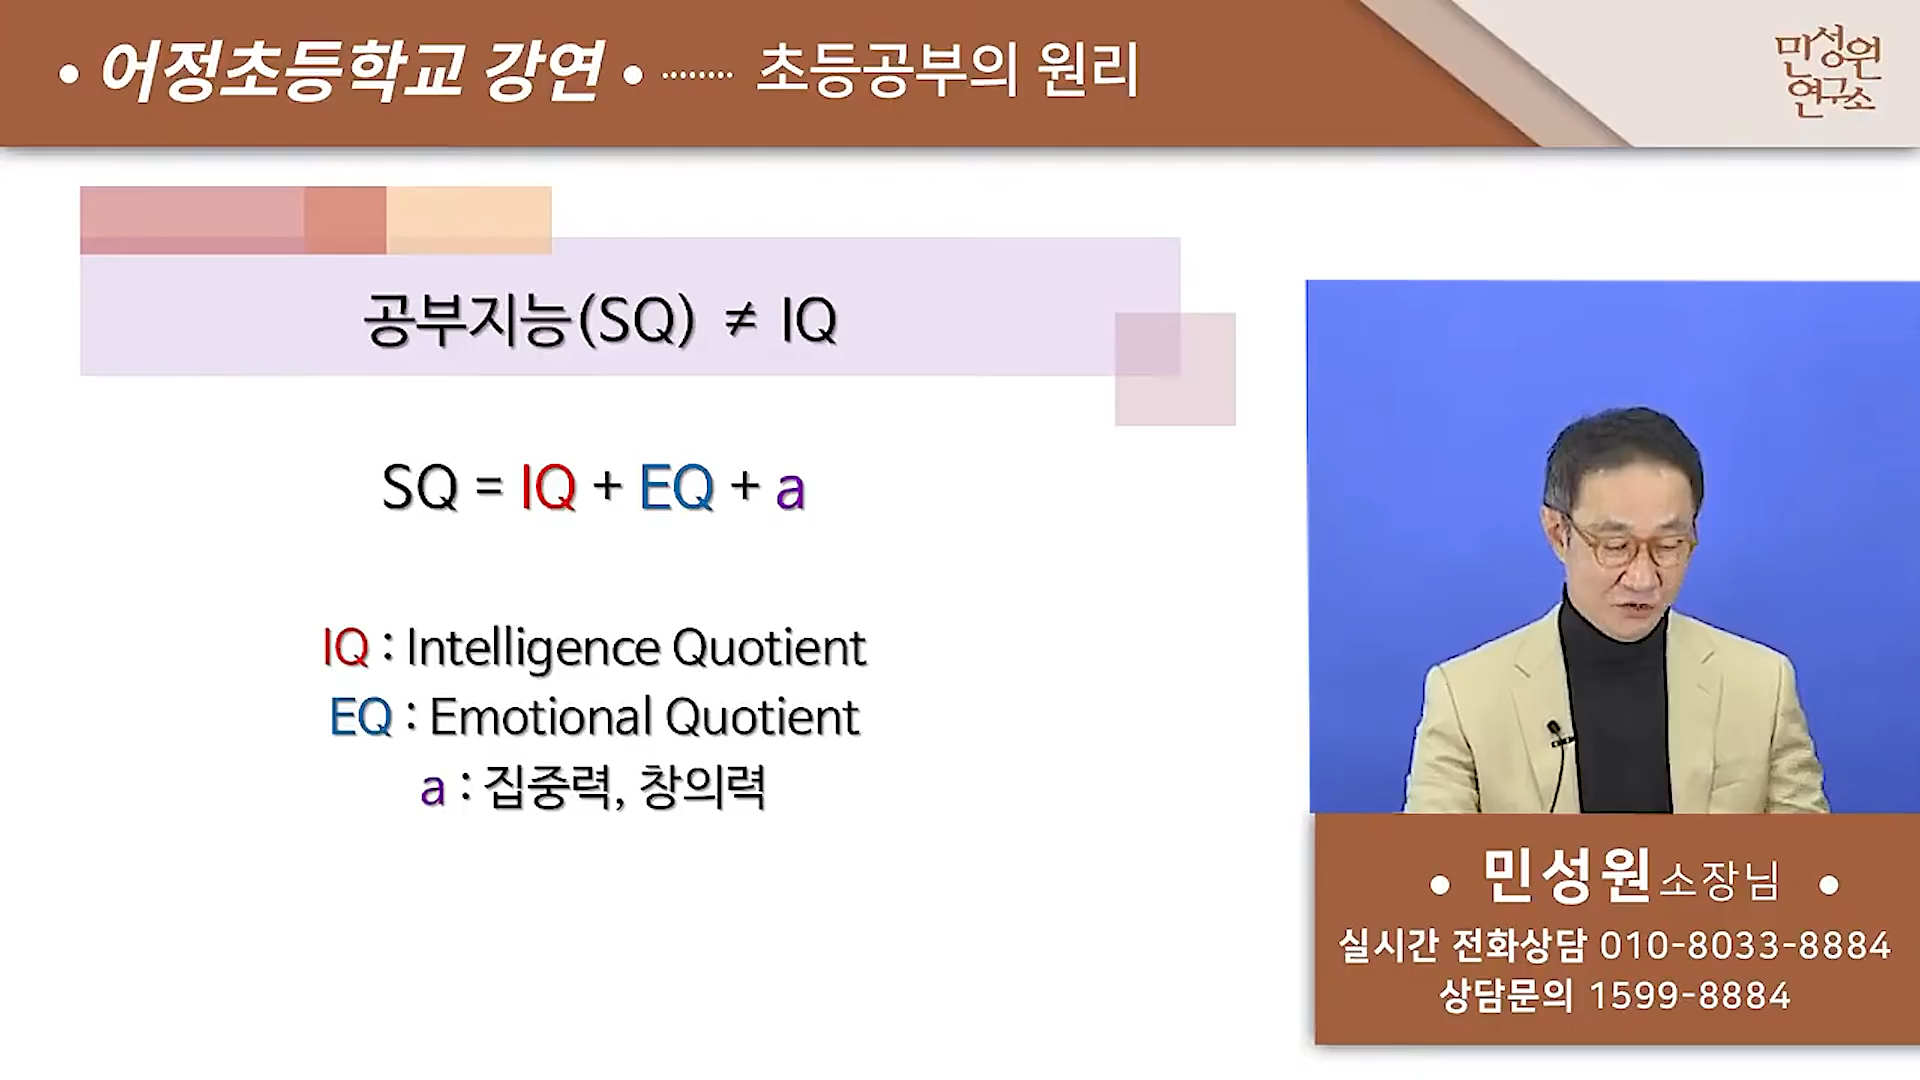 • 어정초등학교 강연 • ········ 초등공부의 원리
민성원
연구소
공부지능(SQ) ≠ IQ
SQ = IQ + EQ + a
IQ : Intelligence Quotient
EQ : Emotional Quotient
a : 집중력, 창의력
• 민성원소장님 •
실시간 전화상담 010-8033-8884
상담문의 1599-8884